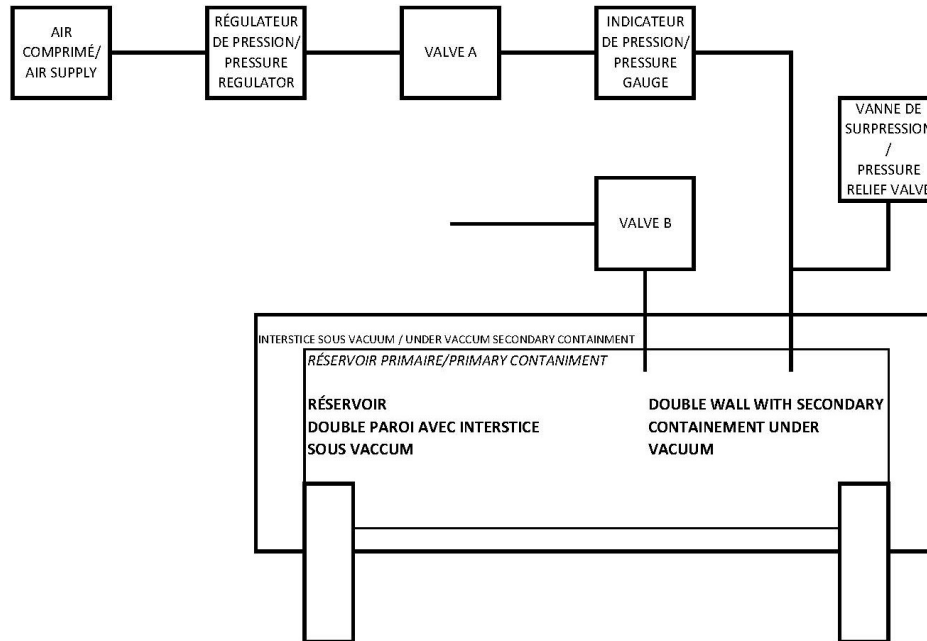 AIR
COMPRIMÉ/
AIR SUPPLY
RÉGULATEUR
DE PRESSION/
PRESSURE
REGULATOR
VALVE A
INDICATEUR
DE PRESSION/
PRESSURE
GAUGE
VANNE DE
SURPRESSION
/
PRESSURE
RELIEF VALVE
VALVE B
INTERSTICE SOUS VACUUM / UNDER VACCUM SECONDARY CONTAINMENT
RÉSERVOIR PRIMAIRE/PRIMARY CONTANIMENT
RÉSERVOIR
DOUBLE PAROI AVEC INTERSTICE
SOUS VACCUM
DOUBLE WALL WITH SECONDARY
CONTAINEMENT UNDER
VACUUM